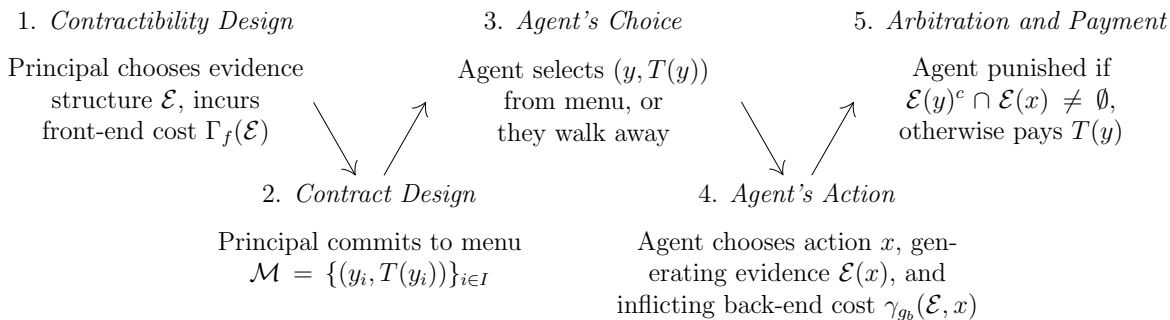 1. Contractibility Design
Principal chooses evidence
structure ℰ, incurs
front-end cost Γ_f(ℰ)
2. Contract Design
Principal commits to menu
ℳ = {(y_i, T(y_i))}_{i∈I}
3. Agent's Choice
Agent selects (y, T(y))
from menu, or
they walk away
4. Agent's Action
Agent chooses action x, gen-
erating evidence ℰ(x), and
inflicting back-end cost γ_{g_b}(ℰ, x)
5. Arbitration and Payment
Agent punished if
ℰ(y)^c ∩ ℰ(x) ≠ ∅,
otherwise pays T(y)